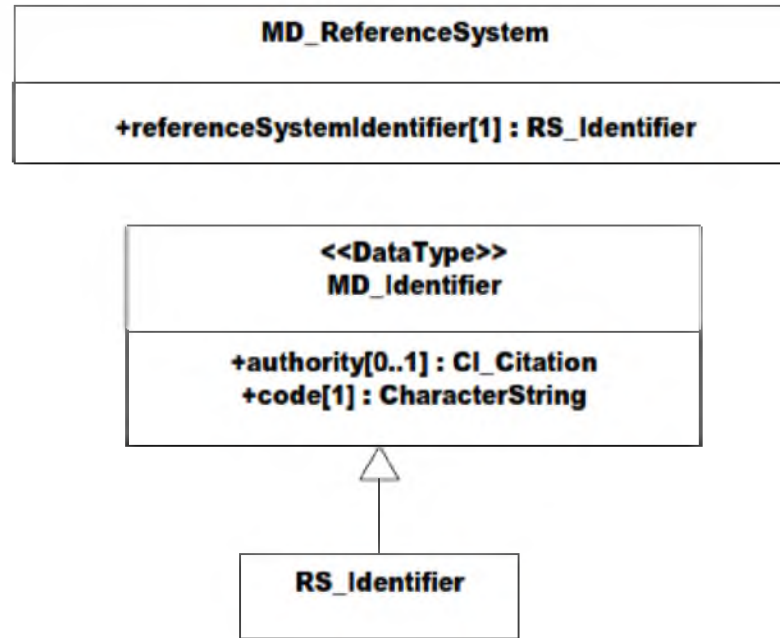 MD_ReferenceSystem
+referenceSystemIdentifier[1] : RS_Identifier
<<DataType>>
MD_Identifier
+authority[0..1] : CI_Citation
+code[1] : CharacterString
RS_Identifier